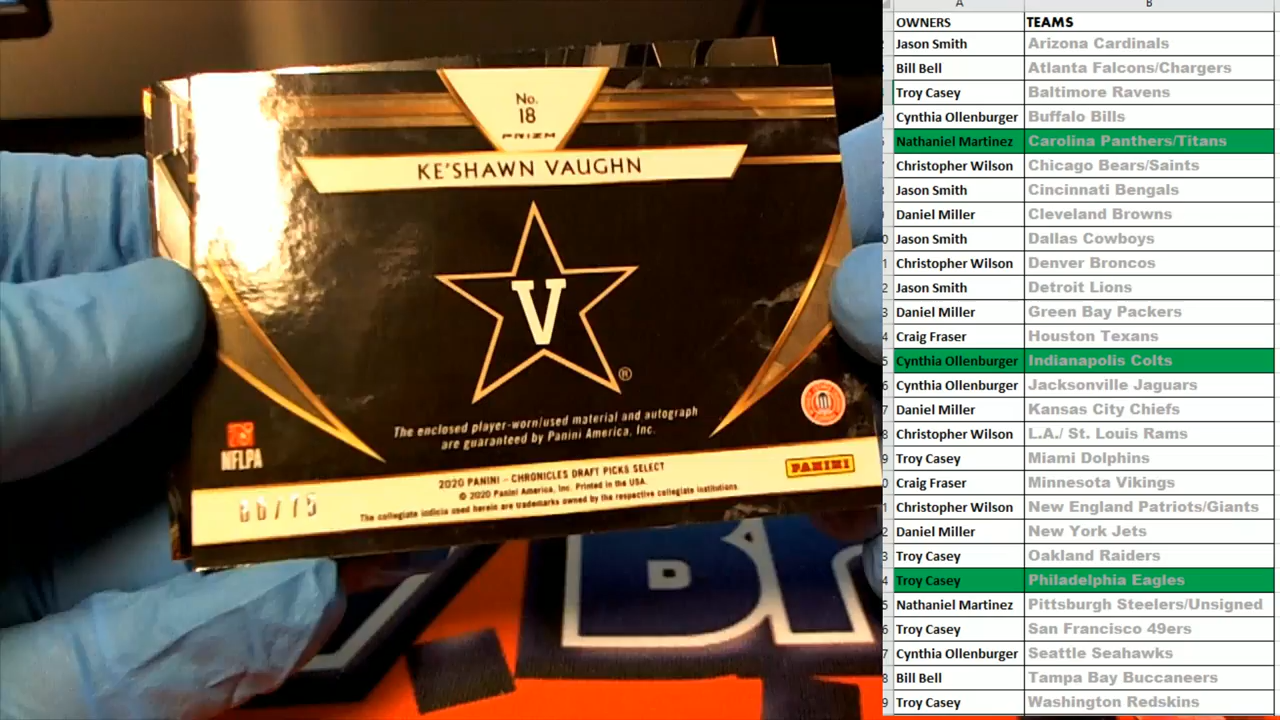 No.
18
PRIZM
KE'SHAWN VAUGHN
V
®
The enclosed player-worn/used material and autograph
are guaranteed by Panini America, Inc.
NFLPA
PANINI
2020 PANINI – CHRONICLES DRAFT PICKS SELECT
© 2020 Panini America, Inc. Printed in the USA.
The collegiate indicia used herein are trademarks owned by the respective collegiate institutions.
/75
A B
OWNERS TEAMS
Jason Smith Arizona Cardinals
Bill Bell Atlanta Falcons/Chargers
Troy Casey Baltimore Ravens
Cynthia Ollenburger Buffalo Bills
Nathaniel Martinez Carolina Panthers/Titans
Christopher Wilson Chicago Bears/Saints
Jason Smith Cincinnati Bengals
Daniel Miller Cleveland Browns
Jason Smith Dallas Cowboys
Christopher Wilson Denver Broncos
Jason Smith Detroit Lions
Daniel Miller Green Bay Packers
Craig Fraser Houston Texans
Cynthia Ollenburger Indianapolis Colts
Cynthia Ollenburger Jacksonville Jaguars
Daniel Miller Kansas City Chiefs
Christopher Wilson L.A./ St. Louis Rams
Troy Casey Miami Dolphins
Craig Fraser Minnesota Vikings
Christopher Wilson New England Patriots/Giants
Daniel Miller New York Jets
Troy Casey Oakland Raiders
Troy Casey Philadelphia Eagles
Nathaniel Martinez Pittsburgh Steelers/Unsigned
Troy Casey San Francisco 49ers
Cynthia Ollenburger Seattle Seahawks
Bill Bell Tampa Bay Buccaneers
Troy Casey Washington Redskins